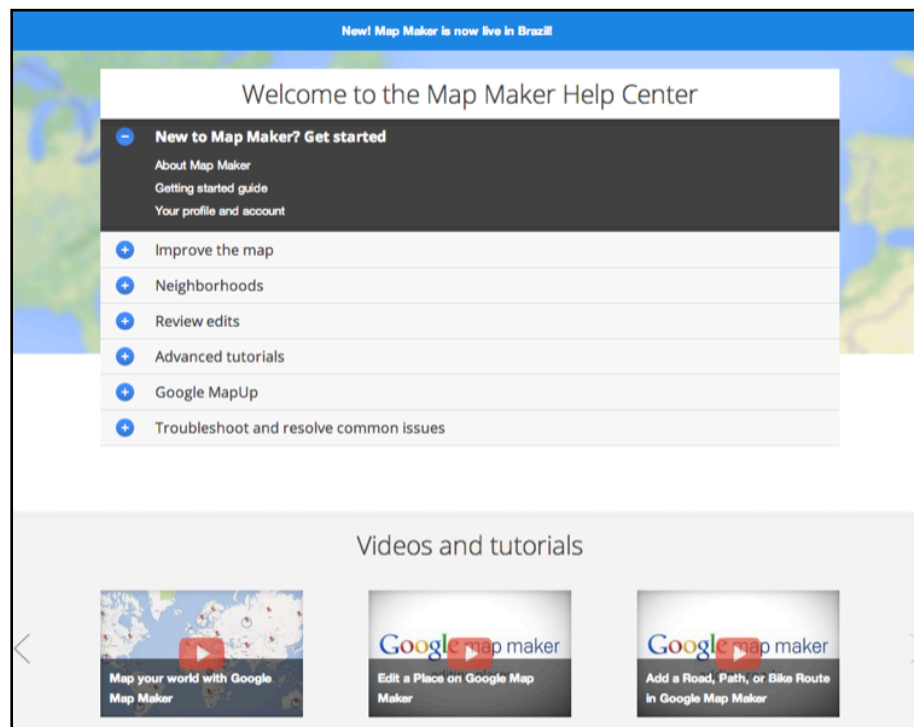 New! Map Maker is now live in Brazil!
Welcome to the Map Maker Help Center
New to Map Maker? Get started
About Map Maker
Getting started guide
Your profile and account
Improve the map
Neighborhoods
Review edits
Advanced tutorials
Google MapUp
Troubleshoot and resolve common issues
Videos and tutorials
Google map maker
Google map maker
Map your world with Google
Map Maker
Edit a Place on Google Map
Maker
Add a Road, Path, or Bike Route
in Google Map Maker